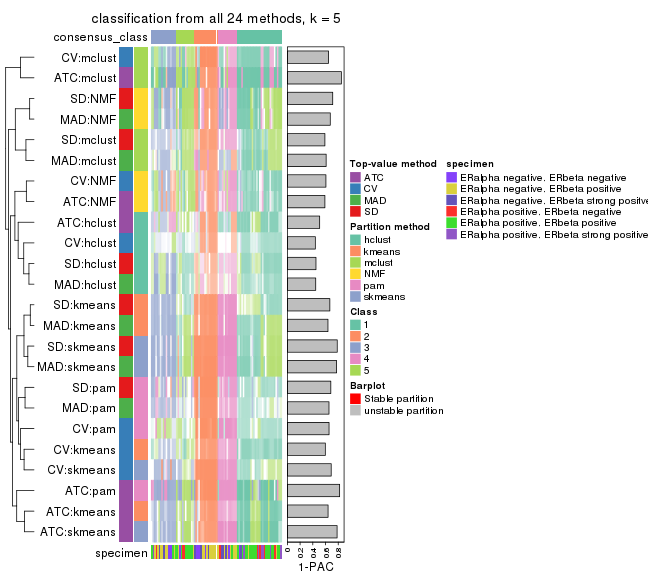 classification from all 24 methods, k = 5
consensus_class
CV:mclust
ATC:mclust
SD:NMF
MAD:NMF
SD:mclust
MAD:mclust
CV:NMF
ATC:NMF
ATC:hclust
CV:hclust
SD:hclust
MAD:hclust
SD:kmeans
MAD:kmeans
SD:skmeans
MAD:skmeans
SD:pam
MAD:pam
CV:pam
CV:kmeans
CV:skmeans
ATC:pam
ATC:kmeans
ATC:skmeans
specimen
0
0.2
0.4
0.6
0.8
1-PAC
Top-value method
ATC
CV
MAD
SD
Partition method
hclust
kmeans
mclust
NMF
pam
skmeans
Class
1
2
3
4
5
Barplot
Stable partition
unstable partition
specimen
ERalpha negative. ERbeta negative
ERalpha negative. ERbeta positive
ERalpha negative. ERbeta strong positive
ERalpha positive. ERbeta negative
ERalpha positive. ERbeta positive
ERalpha positive. ERbeta strong positive